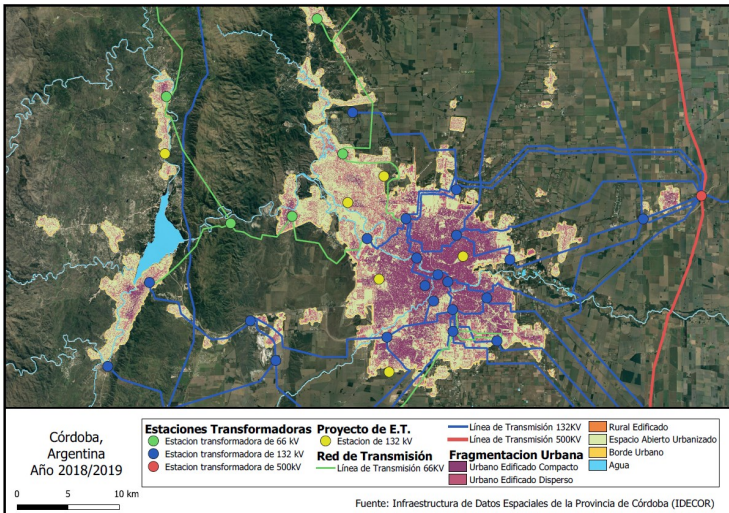 Córdoba,
Argentina
Año 2018/2019
0 5 10 km
Estaciones Transformadoras
Estacion transformadora de 66 kV
Estacion transformadora de 132 kV
Estacion transformadora de 500kV
Proyecto de E.T.
Estacion de 132 kV
Red de Transmisión
Línea de Transmisión 66KV
Línea de Transmisión 132KV
Línea de Transmisión 500KV
Fragmentacion Urbana
Urbano Edificado Compacto
Urbano Edificado Disperso
Rural Edificado
Espacio Abierto Urbanizado
Borde Urbano
Agua
Fuente: Infraestructura de Datos Espaciales de la Provincia de Córdoba (IDECOR)